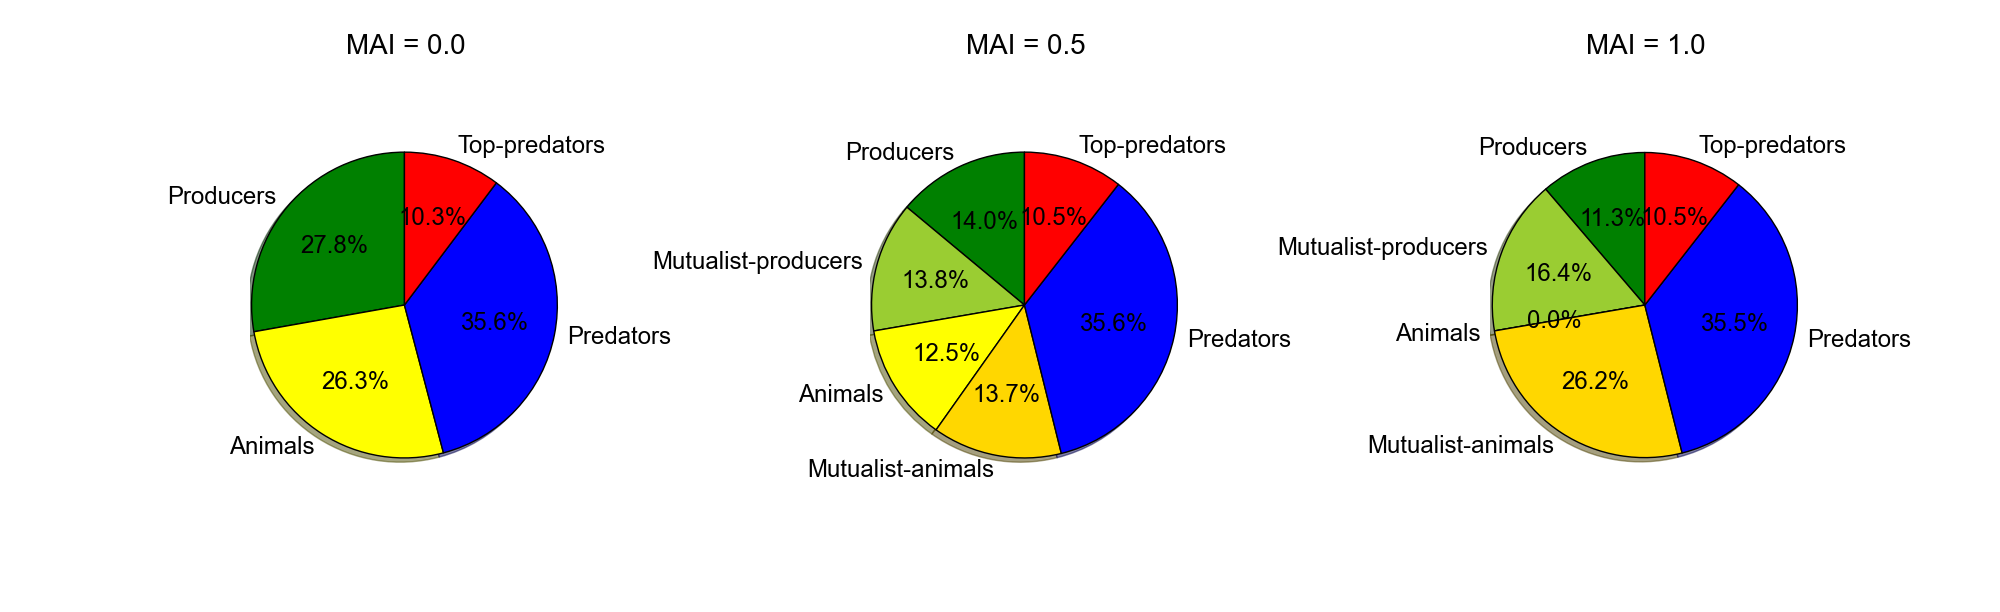 MAI = 0.0
Top-predators
Producers
10.3%
27.8%
35.6%
Predators
26.3%
Animals
MAI = 0.5
Producers
Top-predators
14.0%
10.5%
Mutualist-producers
13.8%
35.6%
Predators
12.5%
Animals
13.7%
Mutualist-animals
MAI = 1.0
Producers
Top-predators
11.3%
10.5%
Mutualist-producers
16.4%
0.0%
35.5%
Animals
Predators
26.2%
Mutualist-animals